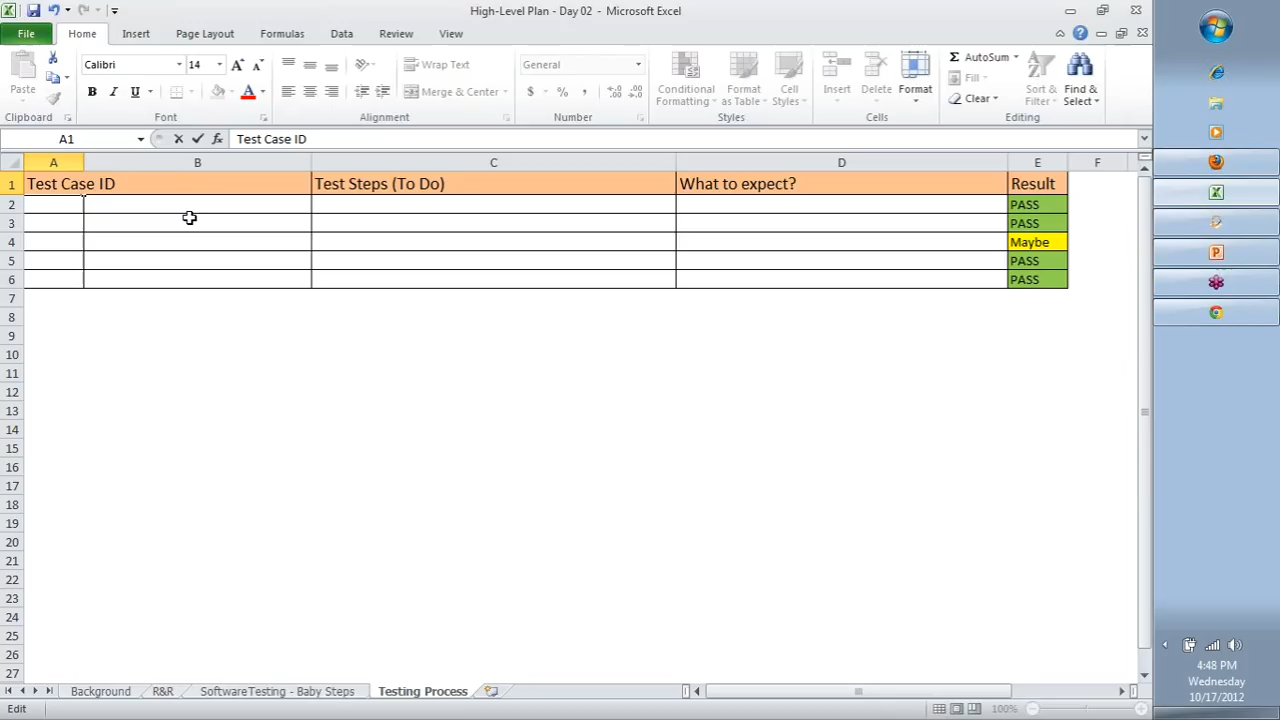 High-Level Plan - Day 02 - Microsoft Excel
File Home Insert Page Layout Formulas Data Review View
Paste
Calibri 14
B I U
A A
Wrap Text
Merge & Center
General
$ % ,
Conditional Formatting
Format as Table
Cell Styles
Insert Delete Format
Σ AutoSum
Fill
Clear
Sort & Filter
Find & Select
Clipboard Font Alignment Number Styles Cells Editing
A1 fx Test Case ID
A B C D E F
1 Test Case ID Test Steps (To Do) What to expect? Result
2 PASS
3 PASS
4 Maybe
5 PASS
6 PASS
7
8
9
10
11
12
13
14
15
16
17
18
19
20
21
22
23
24
25
26
27
Background R&R SoftwareTesting - Baby Steps Testing Process
Edit 100%
4:48 PM
Wednesday
10/17/2012